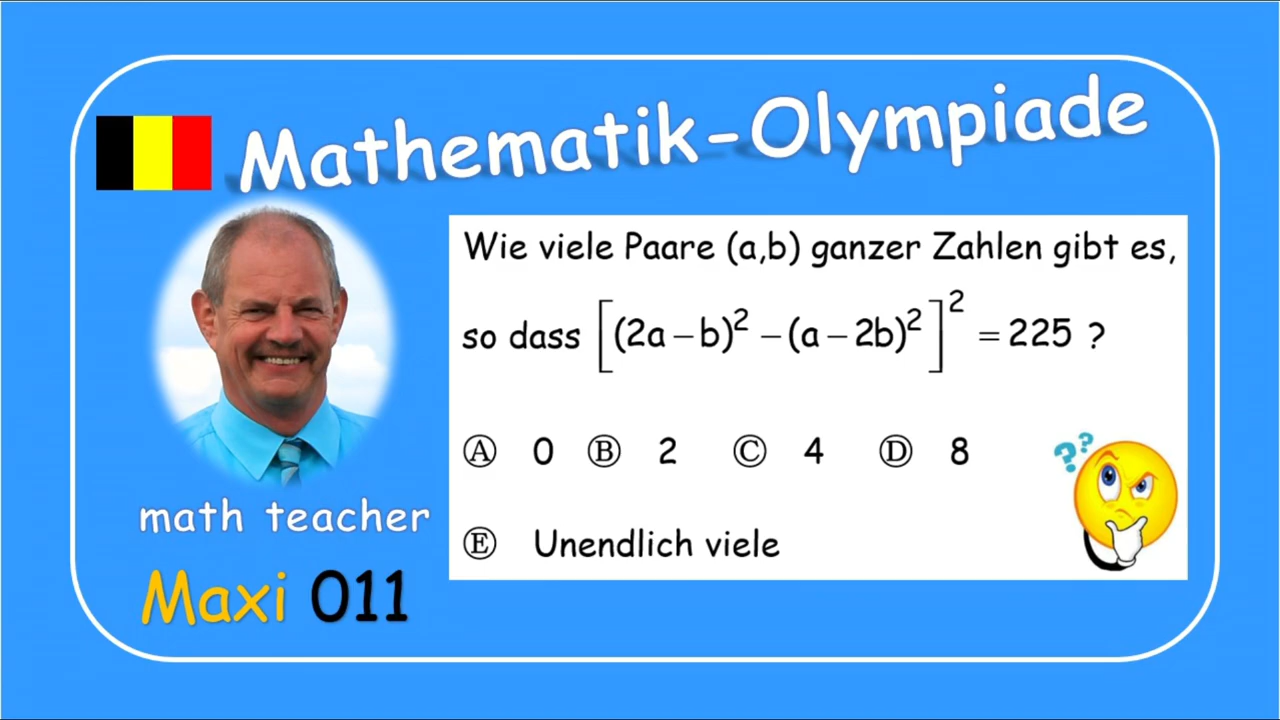 Mathematik-Olympiade
Wie viele Paare (a,b) ganzer Zahlen gibt es,
so dass [(2a – b)² – (a – 2b)²]² = 225 ?
Ⓐ 0 Ⓑ 2 Ⓒ 4 Ⓓ 8
Ⓔ Unendlich viele
??
math teacher
Maxi 011